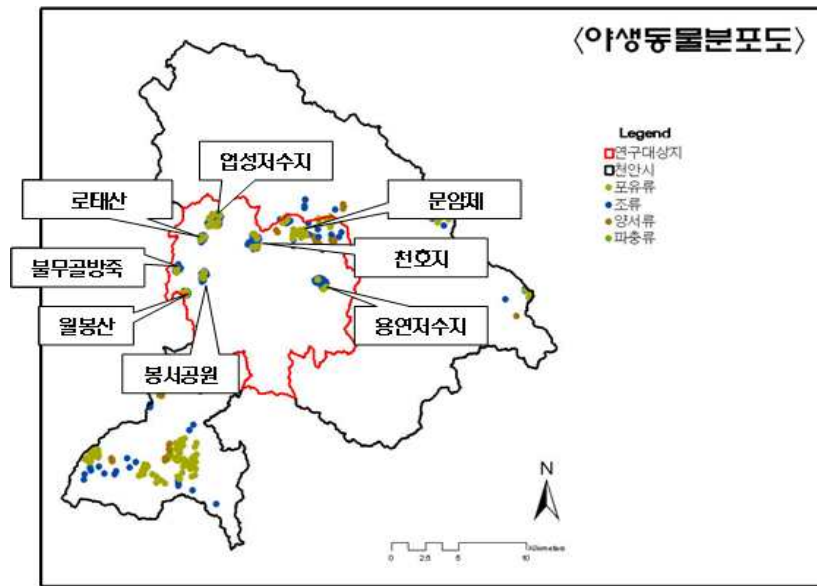 <야생동물분포도>
Legend
연구대상지
천안시
포유류
조류
양서류
파충류
업성저수지
로태산
문암제
불무골방죽
천호지
월봉산
용연저수지
봉서공원
N
0 2.5 5 10
Kilometers